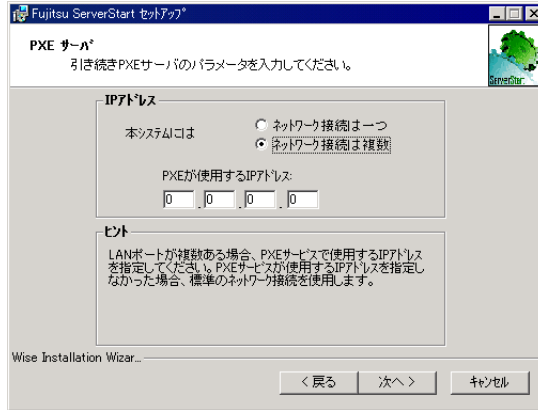 Fujitsu ServerStart ｾｯﾄｱｯﾌﾟ
PXE ｻｰﾊﾞ
引き続きPXEサーバのパラメータを入力してください。
ServerStart
IPｱﾄﾞﾚｽ
本ｼｽﾃﾑには
ﾈｯﾄﾜｰｸ接続は一つ
ﾈｯﾄﾜｰｸ接続は複数
PXEが使用するIPｱﾄﾞﾚｽ:
0 . 0 . 0 . 0
ﾋﾝﾄ
LANﾎﾟｰﾄが複数ある場合、PXEｻｰﾋﾞｽで使用するIPｱﾄﾞﾚｽ
を指定してください。PXEｻｰﾋﾞｽが使用するIPｱﾄﾞﾚｽを指定し
なかった場合、標準のﾈｯﾄﾜｰｸ接続を使用します。
Wise Installation Wizar...
< 戻る 次へ > ｷｬﾝｾﾙ